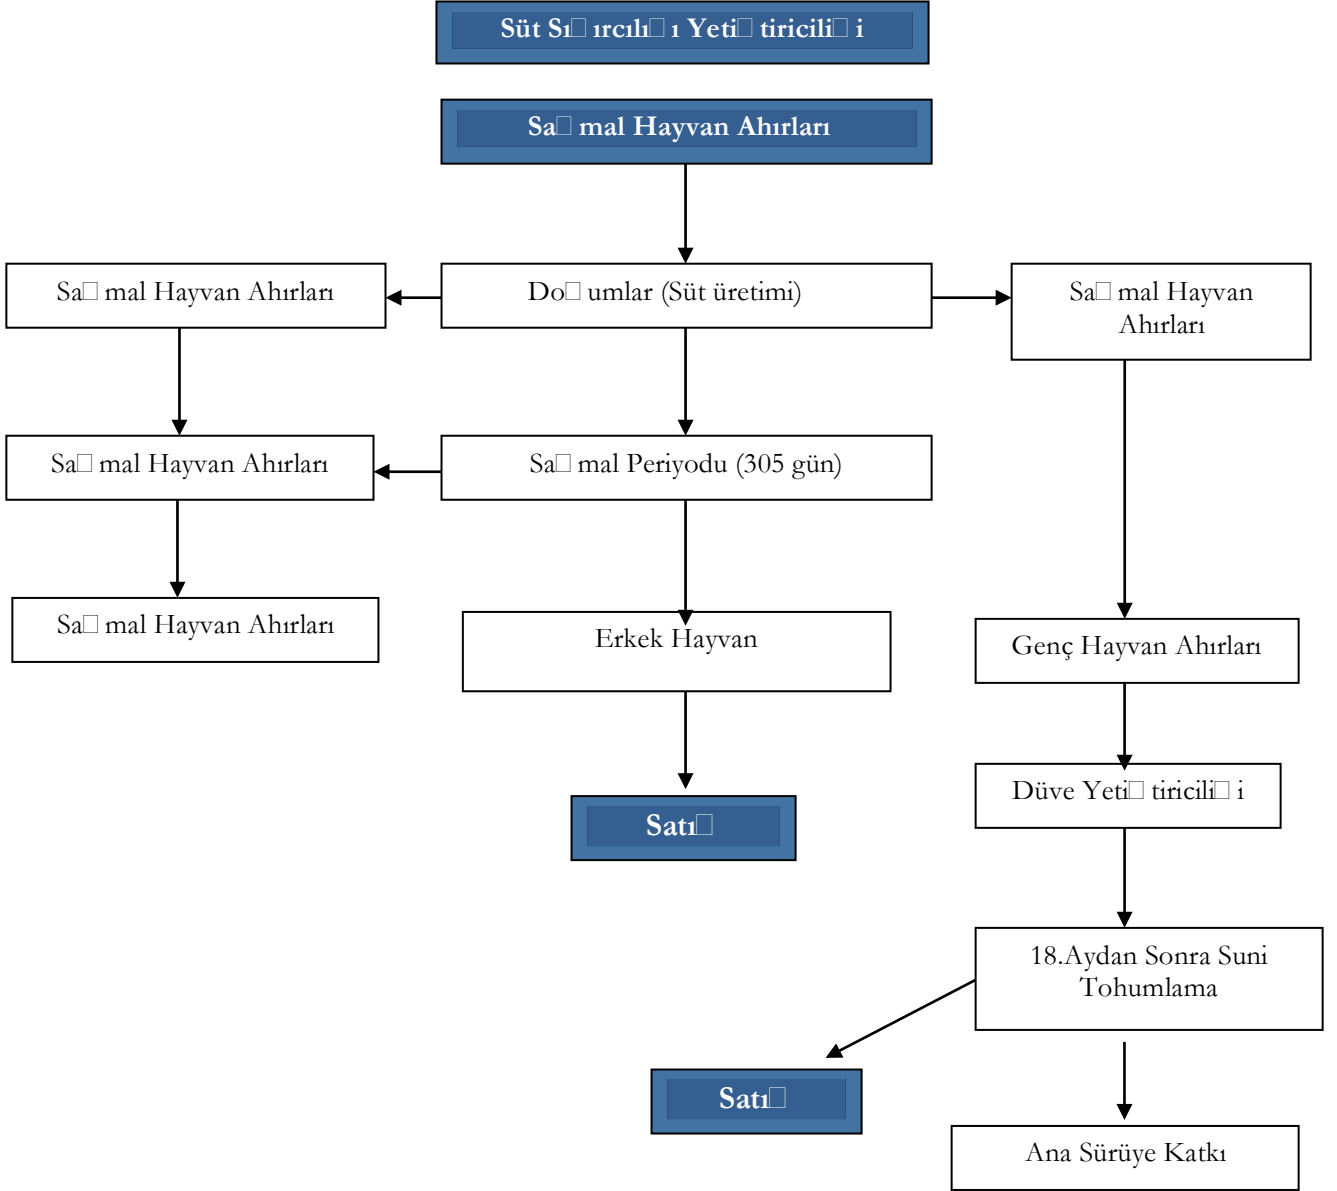 Süt Sı□ ırcılı□ ı Yeti□ tiricili□ i
Sa□ mal Hayvan Ahırları
Sa□ mal Hayvan Ahırları
Do□ umlar (Süt üretimi)
Sa□ mal Hayvan
Ahırları
Sa□ mal Hayvan Ahırları
Sa□ mal Periyodu (305 gün)
Sa□ mal Hayvan Ahırları
Erkek Hayvan
Genç Hayvan Ahırları
Düve Yeti□ tiricili□ i
Satı□
18.Aydan Sonra Suni
Tohumlama
Satı□
Ana Sürüye Katkı